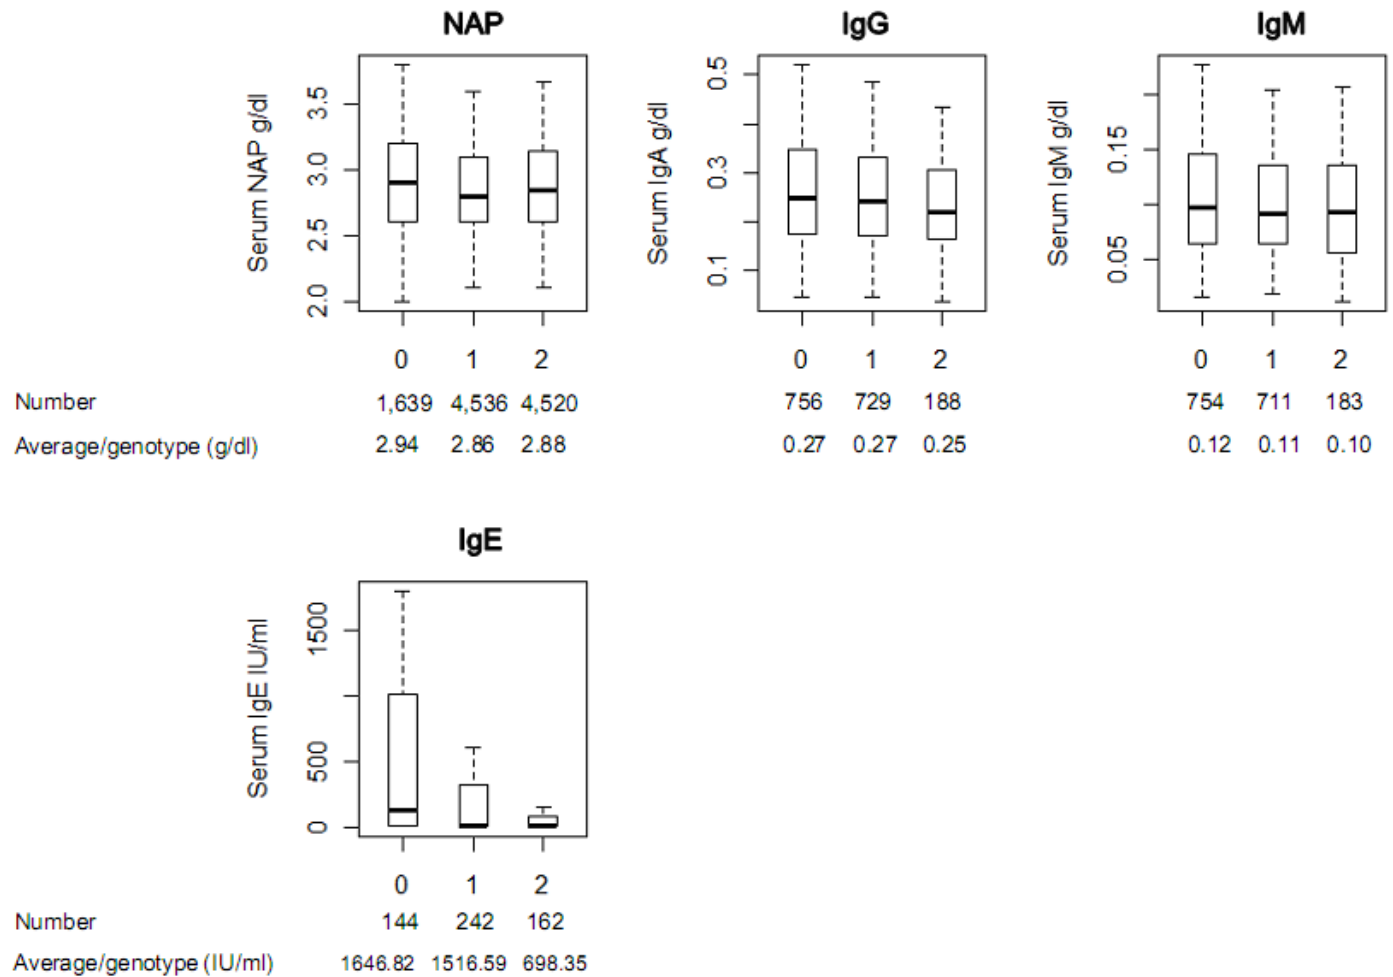 NAP
IgG
IgM
Serum NAP g/dl
2.0 2.5 3.0 3.5
Serum IgA g/dl
0.1 0.3 0.5
Serum IgM g/dl
0.05 0.15
0 1 2
0 1 2
0 1 2
Number 1,639 4,536 4,520 756 729 188 754 711 183
Average/genotype (g/dl) 2.94 2.86 2.88 0.27 0.27 0.25 0.12 0.11 0.10
IgE
Serum IgE IU/ml
0 500 1500
0 1 2
Number 144 242 162
Average/genotype (IU/ml) 1646.82 1516.59 698.35